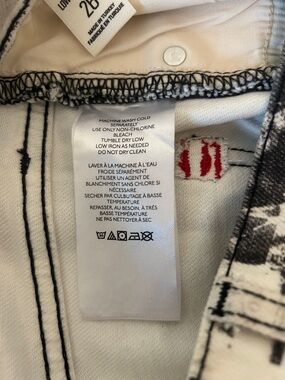 26
MADE IN TURKEY
FABRIQUÉ EN TURQUIE
MACHINE WASH COLD
SEPARATELY
USE ONLY NON-CHLORINE
BLEACH
TUMBLE DRY LOW
LOW IRON AS NEEDED
DO NOT DRY CLEAN
LAVER À LA MACHINE À L'EAU
FROIDE SÉPARÉMENT
UTILISER UN AGENT DE
BLANCHIMENT SANS CHLORE SI
NÉCESSAIRE
SECHER PAR CULBUTAGE À BASSE
TEMPERATURE
REPASSER, AU BESOIN, À TRÈS
BASSE TEMPÉRATURE
NE PAS NETTOYER À SEC